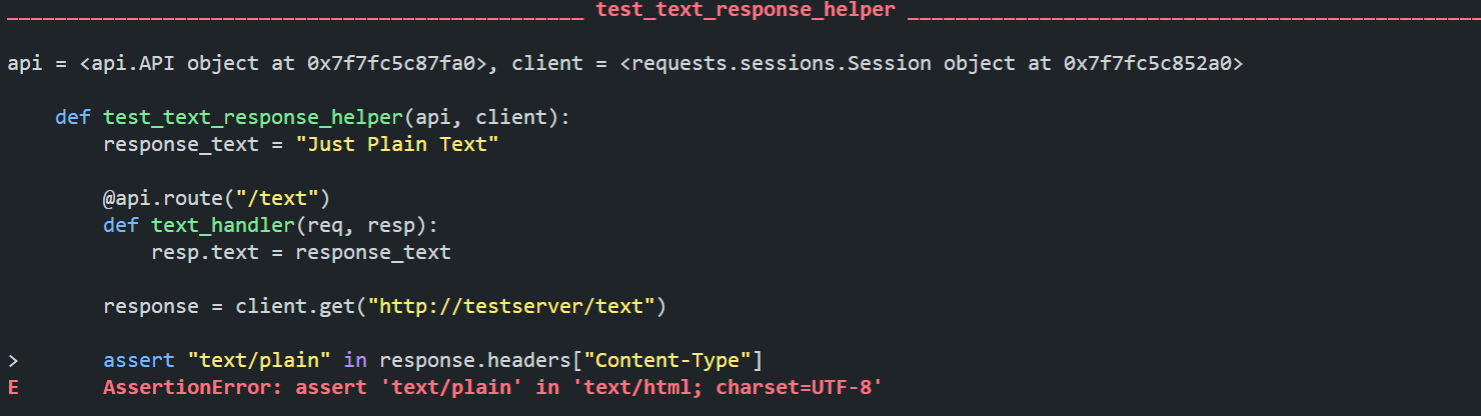 ________________________________________________ test_text_response_helper ________________________________________________
api = <api.API object at 0x7f7fc5c87fa0>, client = <requests.sessions.Session object at 0x7f7fc5c852a0>
    def test_text_response_helper(api, client):
        response_text = "Just Plain Text"
        @api.route("/text")
        def text_handler(req, resp):
            resp.text = response_text
        response = client.get("http://testserver/text")
>       assert "text/plain" in response.headers["Content-Type"]
E       AssertionError: assert 'text/plain' in 'text/html; charset=UTF-8'